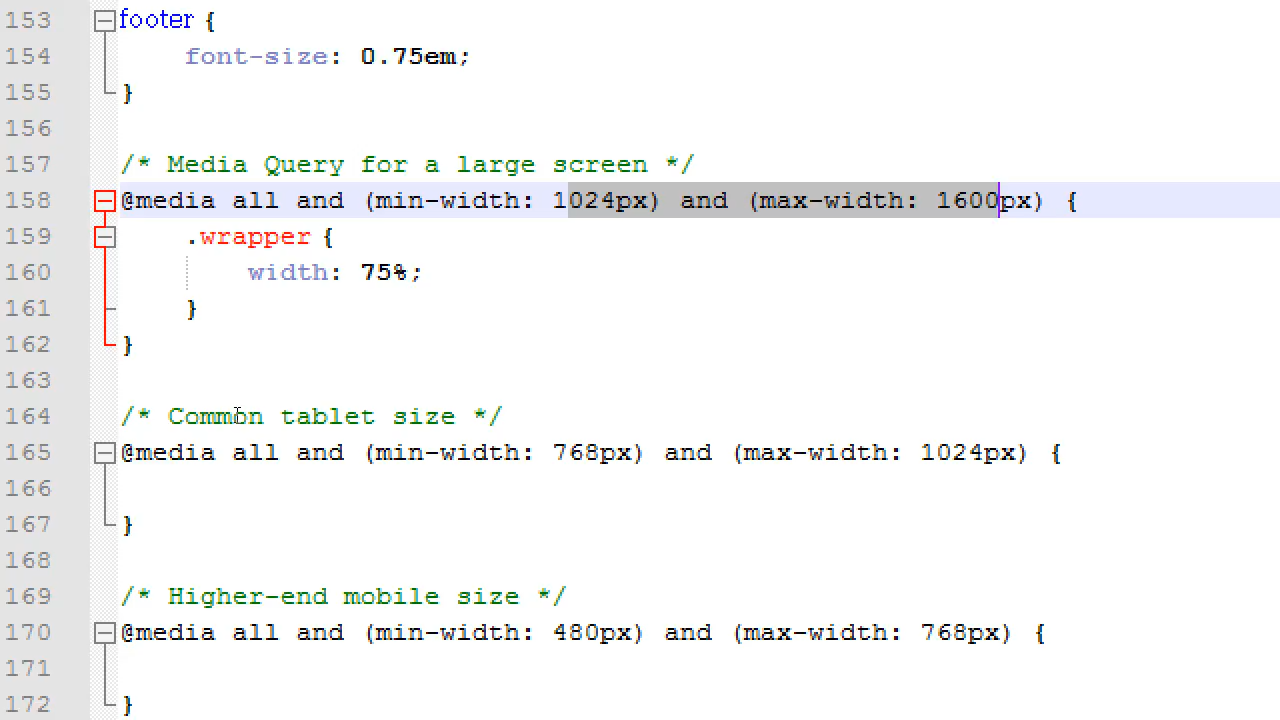 153 footer {
154 font-size: 0.75em;
155 }
156
157 /* Media Query for a large screen */
158 @media all and (min-width: 1024px) and (max-width: 1600px) {
159 .wrapper {
160 width: 75%;
161 }
162 }
163
164 /* Common tablet size */
165 @media all and (min-width: 768px) and (max-width: 1024px) {
166
167 }
168
169 /* Higher-end mobile size */
170 @media all and (min-width: 480px) and (max-width: 768px) {
171
172 }